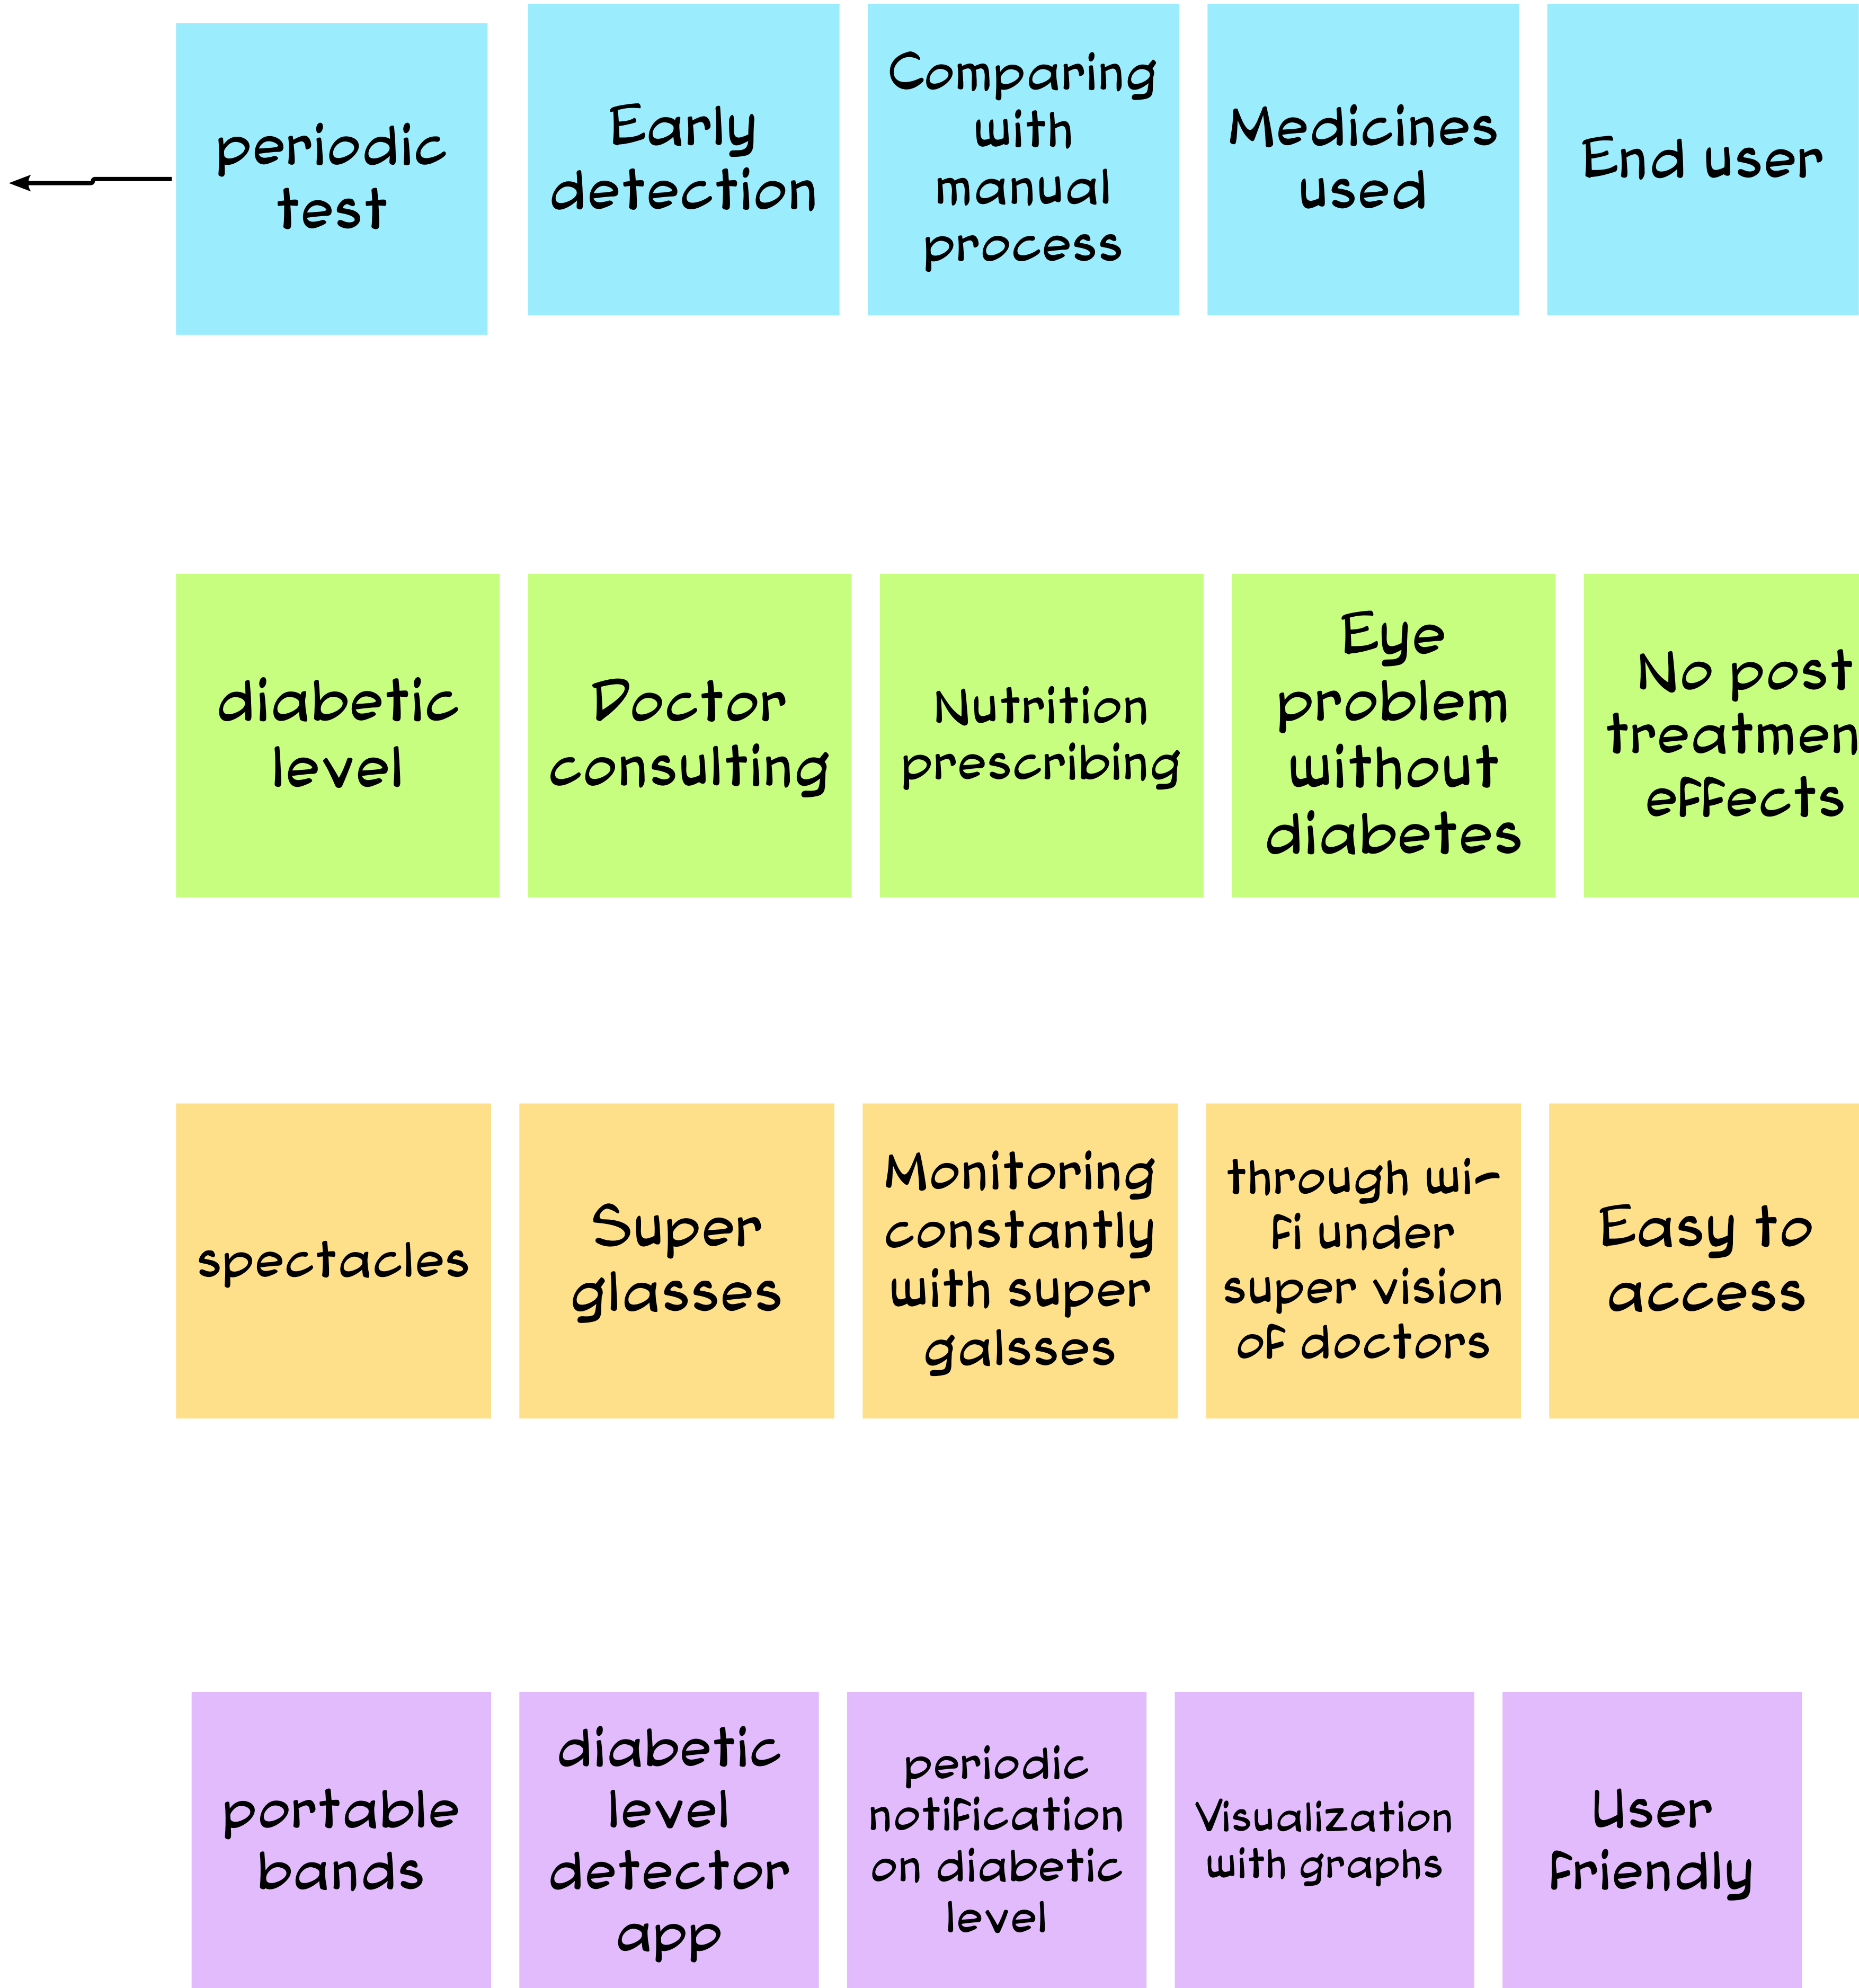 periodic
test
Early
detection
Comparing
with
manual
process
Medicines
used
End user
diabetic
level
Doctor
consulting
Nutrition
prescribing
Eye
problem
without
diabetes
No post
treatmen
effects
spectacles
Super
glasses
Monitoring
constantly
with super
galsses
through wi-
fi under
super vision
of doctors
Easy to
access
portable
bands
diabetic
level
detector
app
periodic
notification
on diabetic
level
Visualization
with graphs
User
friendly